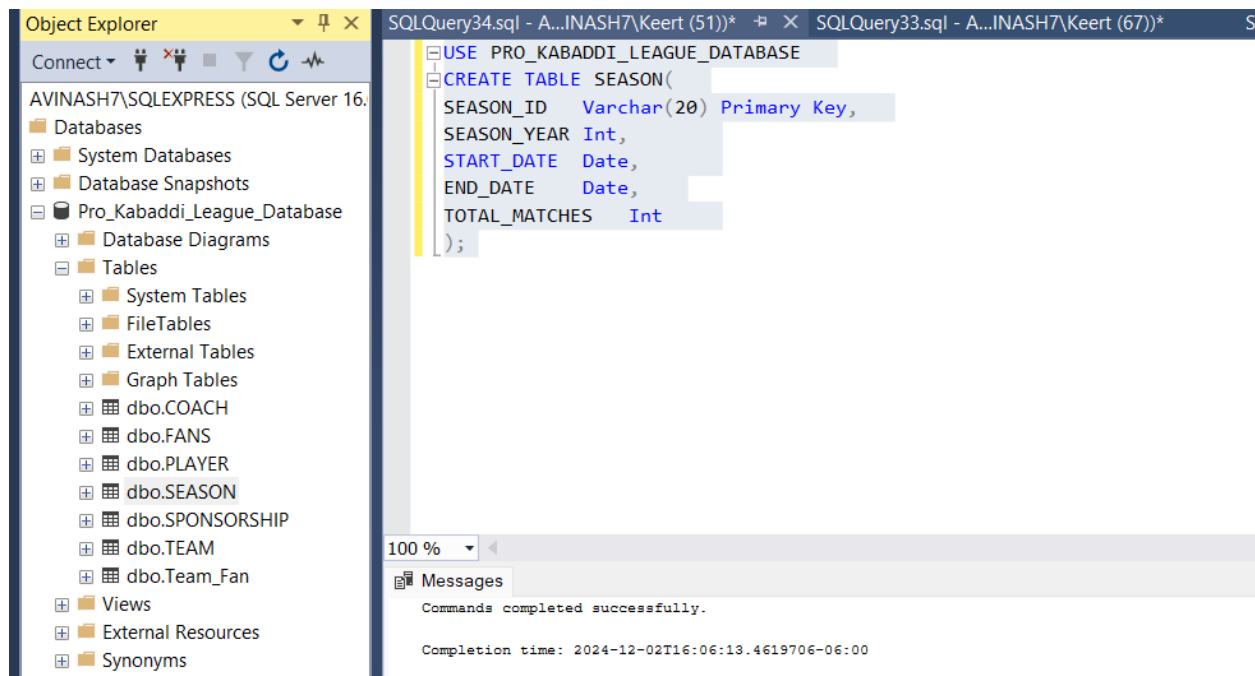 Object Explorer
Connect
AVINASH7\SQLEXPRESS (SQL Server 16.
Databases
System Databases
Database Snapshots
Pro_Kabaddi_League_Database
Database Diagrams
Tables
System Tables
FileTables
External Tables
Graph Tables
dbo.COACH
dbo.FANS
dbo.PLAYER
dbo.SEASON
dbo.SPONSORSHIP
dbo.TEAM
dbo.Team_Fan
Views
External Resources
Synonyms
SQLQuery34.sql - A...INASH7\Keert (51))* SQLQuery33.sql - A...INASH7\Keert (67))* S
USE PRO_KABADDI_LEAGUE_DATABASE
CREATE TABLE SEASON(
SEASON_ID Varchar(20) Primary Key,
SEASON_YEAR Int,
START_DATE Date,
END_DATE Date,
TOTAL_MATCHES Int
);
100 %
Messages
Commands completed successfully.
Completion time: 2024-12-02T16:06:13.4619706-06:00